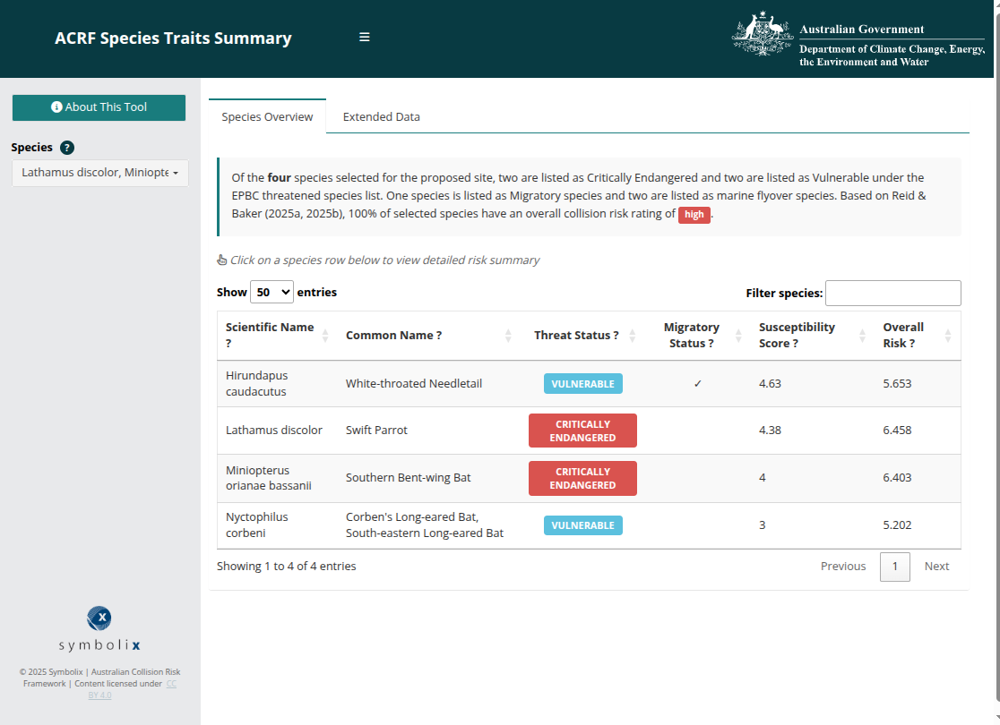 ACRF Species Traits Summary
Australian Government
Department of Climate Change, Energy,
the Environment and Water
About This Tool
Species ?
Lathamus discolor, Miniopte
Species Overview
Extended Data
Of the four species selected for the proposed site, two are listed as Critically Endangered and two are listed as Vulnerable under the
EPBC threatened species list. One species is listed as Migratory species and two are listed as marine flyover species. Based on Reid &
Baker (2025a, 2025b), 100% of selected species have an overall collision risk rating of high.
Click on a species row below to view detailed risk summary
Show 50 entries
Filter species:
Scientific Name ?
Common Name ?
Threat Status ?
Migratory Status ?
Susceptibility Score ?
Overall Risk ?
Hirundapus caudacutus
White-throated Needletail
VULNERABLE
✓
4.63
5.653
Lathamus discolor
Swift Parrot
CRITICALLY ENDANGERED
4.38
6.458
Miniopterus orianae bassanii
Southern Bent-wing Bat
CRITICALLY ENDANGERED
4
6.403
Nyctophilus corbeni
Corben's Long-eared Bat,
South-eastern Long-eared Bat
VULNERABLE
3
5.202
Showing 1 to 4 of 4 entries
Previous
1
Next
symbolix
© 2025 Symbolix | Australian Collision Risk
Framework | Content licensed under CC
BY 4.0